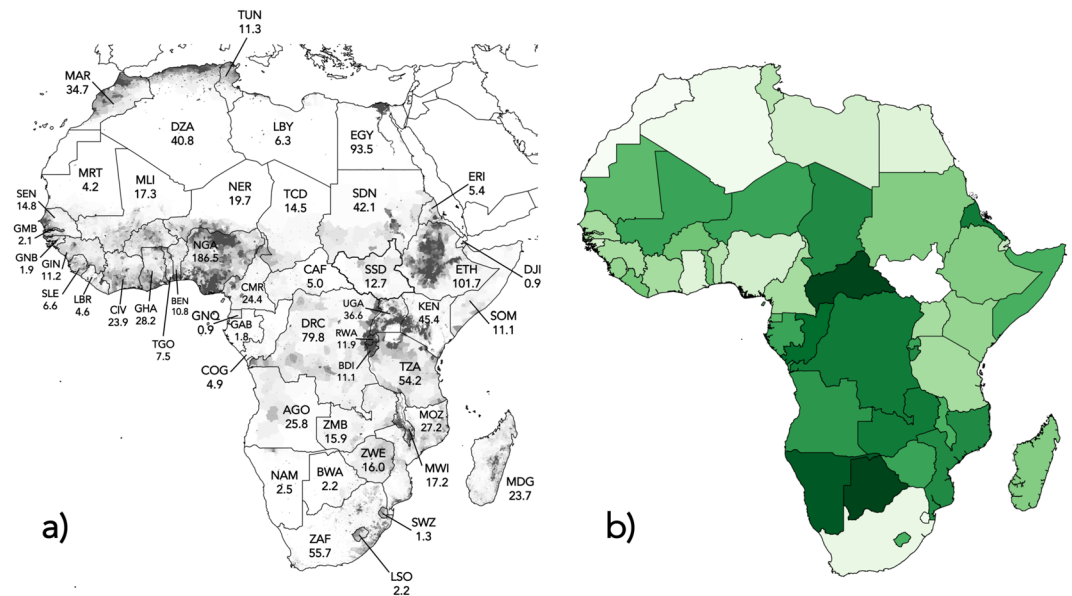 TUN
11.3
MAR
34.7
DZA
40.8
LBY
6.3
EGY
93.5
MRT
4.2
MLI
17.3
NER
19.7
TCD
14.5
SDN
42.1
ERI
5.4
SEN
14.8
GMB
2.1
GNB
1.9
GIN
11.2
SLE
6.6
LBR
4.6
CIV
23.9
GHA
28.2
TGO
7.5
BEN
10.8
NGA
186.5
CMR
24.4
CAF
5.0
SSD
12.7
ETH
101.7
DJI
0.9
SOM
11.1
GNQ
0.9
GAB
1.8
COG
4.9
DRC
79.8
UGA
36.6
RWA
11.9
BDI
11.1
KEN
45.4
TZA
54.2
AGO
25.8
ZMB
15.9
MOZ
27.2
MWI
17.2
ZWE
16.0
NAM
2.5
BWA
2.2
MDG
23.7
SWZ
1.3
ZAF
55.7
LSO
2.2
a)
b)